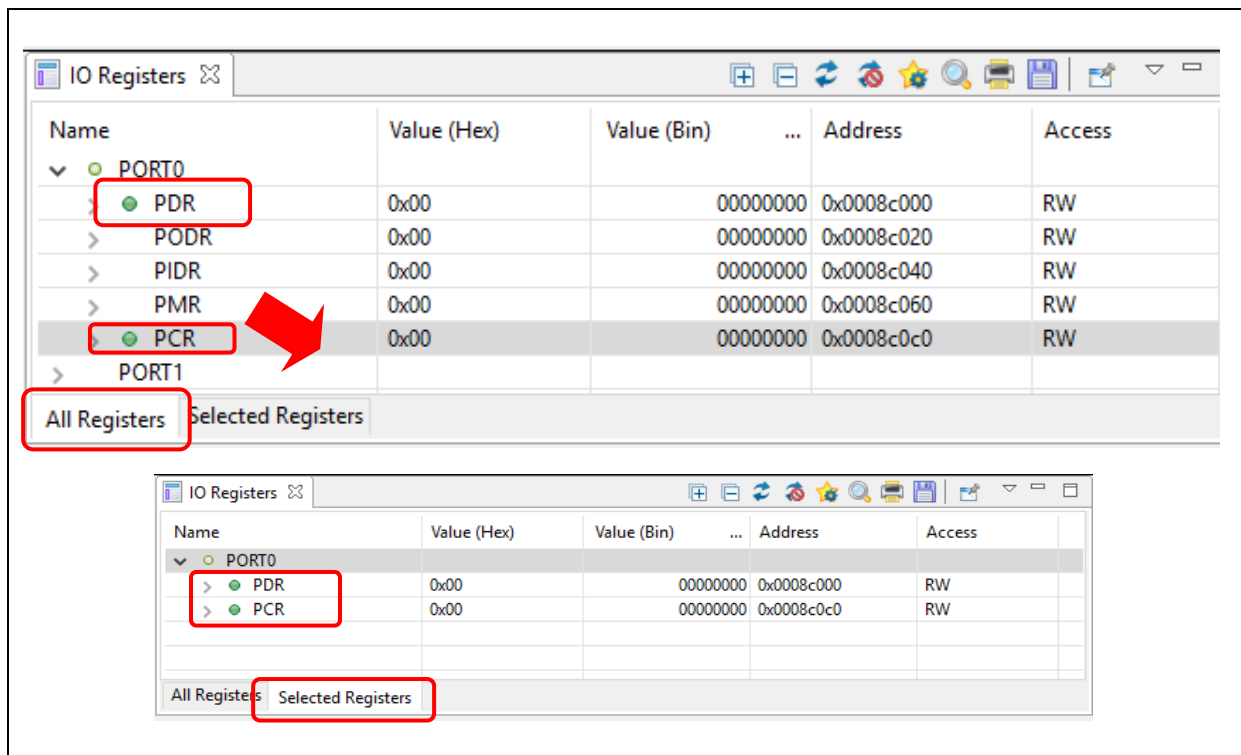 IO Registers
Name Value (Hex) Value (Bin) ... Address Access
PORT0
PDR 0x00 00000000 0x0008c000 RW
PODR 0x00 00000000 0x0008c020 RW
PIDR 0x00 00000000 0x0008c040 RW
PMR 0x00 00000000 0x0008c060 RW
PCR 0x00 00000000 0x0008c0c0 RW
PORT1
All Registers Selected Registers
IO Registers
Name Value (Hex) Value (Bin) ... Address Access
PORT0
PDR 0x00 00000000 0x0008c000 RW
PCR 0x00 00000000 0x0008c0c0 RW
All Registers Selected Registers